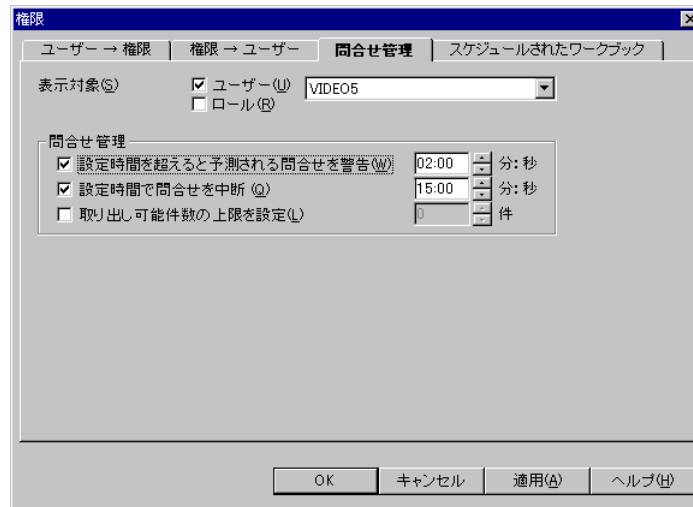 権限
ユーザー → 権限 権限 → ユーザー 問合せ管理 スケジュールされたワークブック
表示対象(S) ユーザー(U) VIDEO5
ロール(R)
問合せ管理
設定時間を超えると予測される問合せを警告(W) 02:00 分:秒
設定時間で問合せを中断(Q) 15:00 分:秒
取り出し可能件数の上限を設定(L) 0 件
OK キャンセル 適用(A) ヘルプ(H)